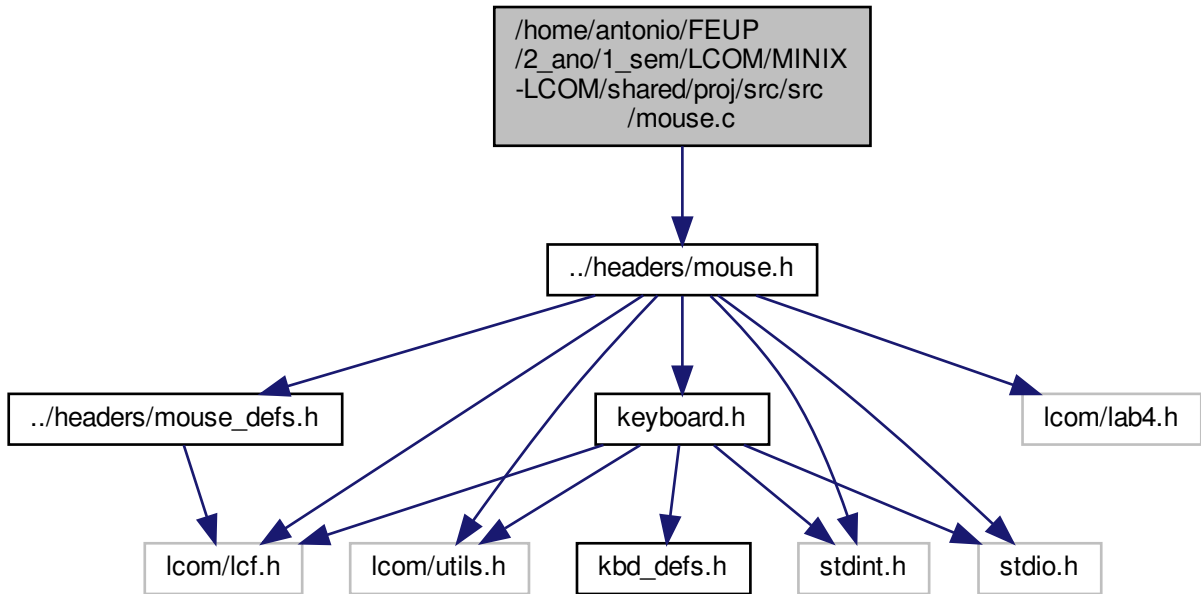 /home/antonio/FEUP
/2_ano/1_sem/LCOM/MINIX
-LCOM/shared/proj/src/src
/mouse.c
../headers/mouse.h
../headers/mouse_defs.h
keyboard.h
lcom/lab4.h
lcom/lcf.h
lcom/utils.h
kbd_defs.h
stdint.h
stdio.h